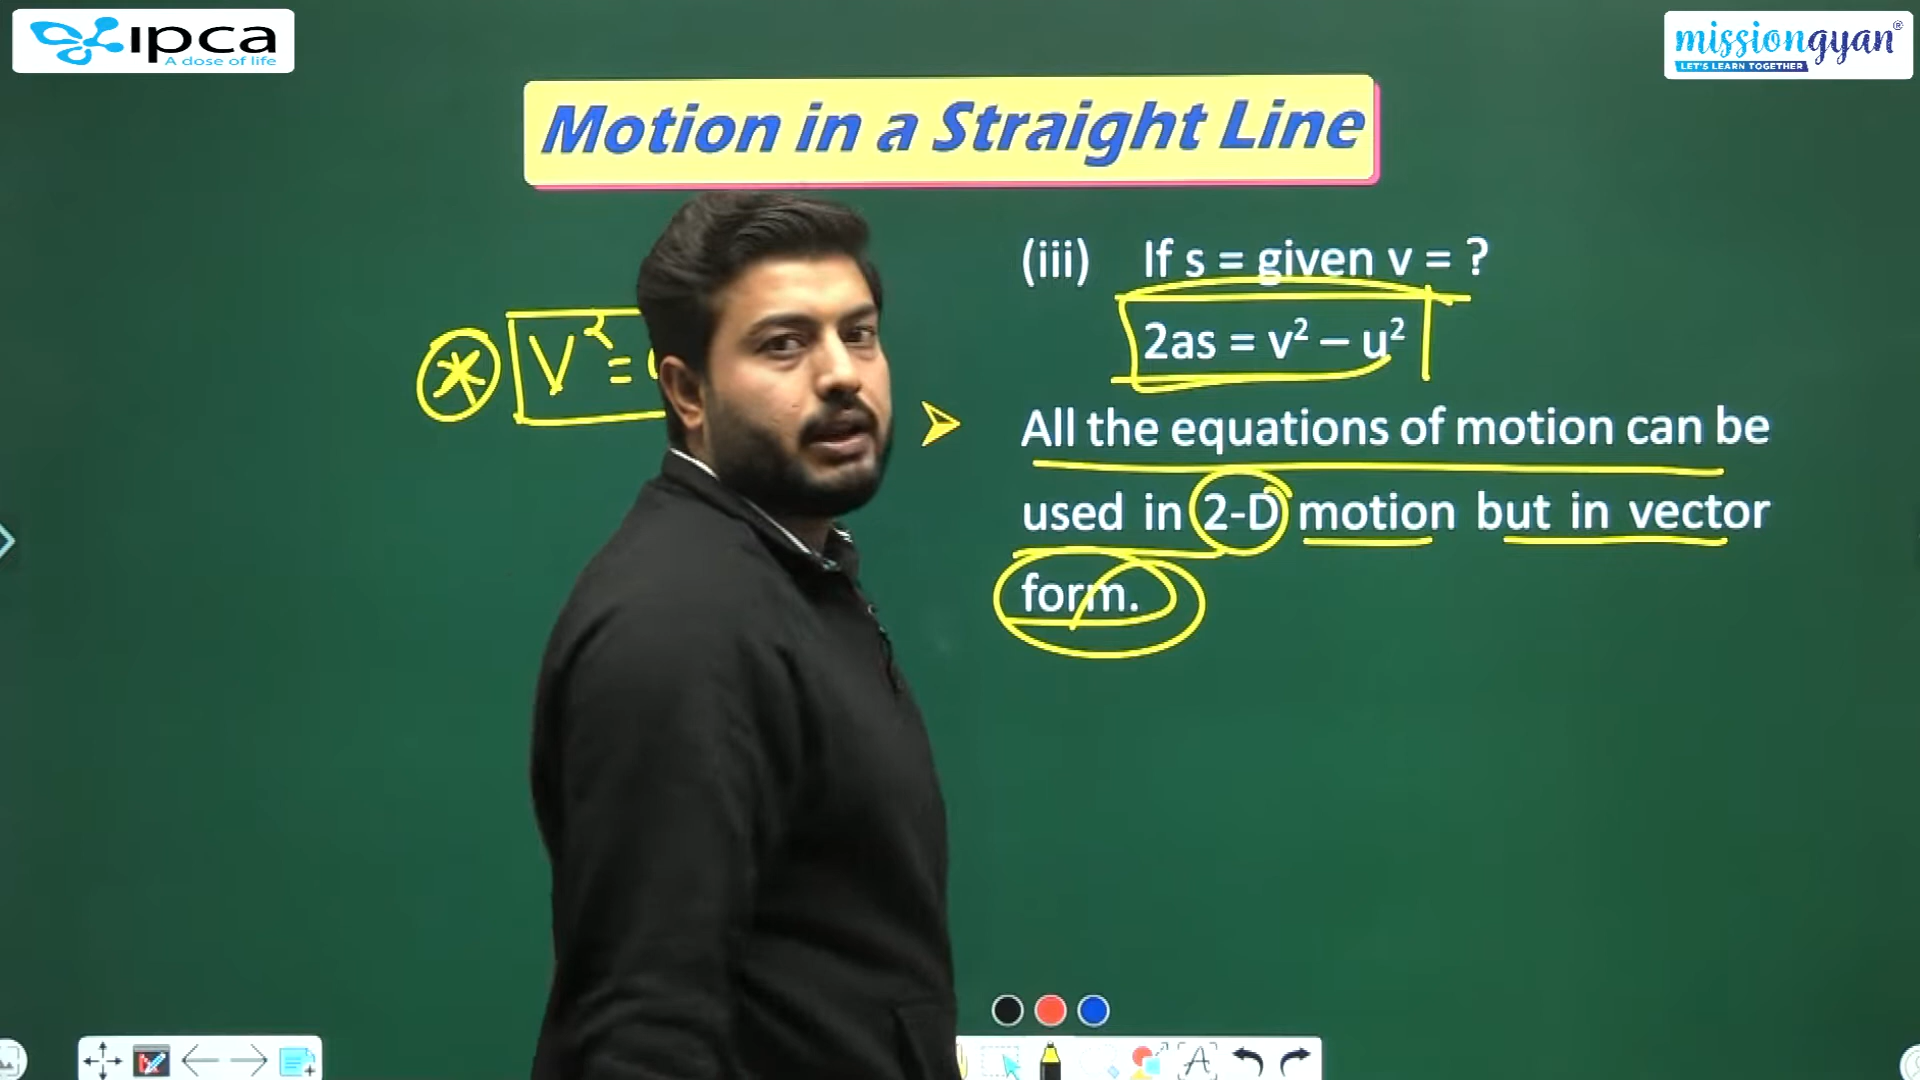 ipca
A dose of life
missiongyan®
LET'S LEARN TOGETHER
Motion in a Straight Line
(iii) If s = given v = ?
V² =
2as = v² – u²
All the equations of motion can be
used in 2-D motion but in vector
form.